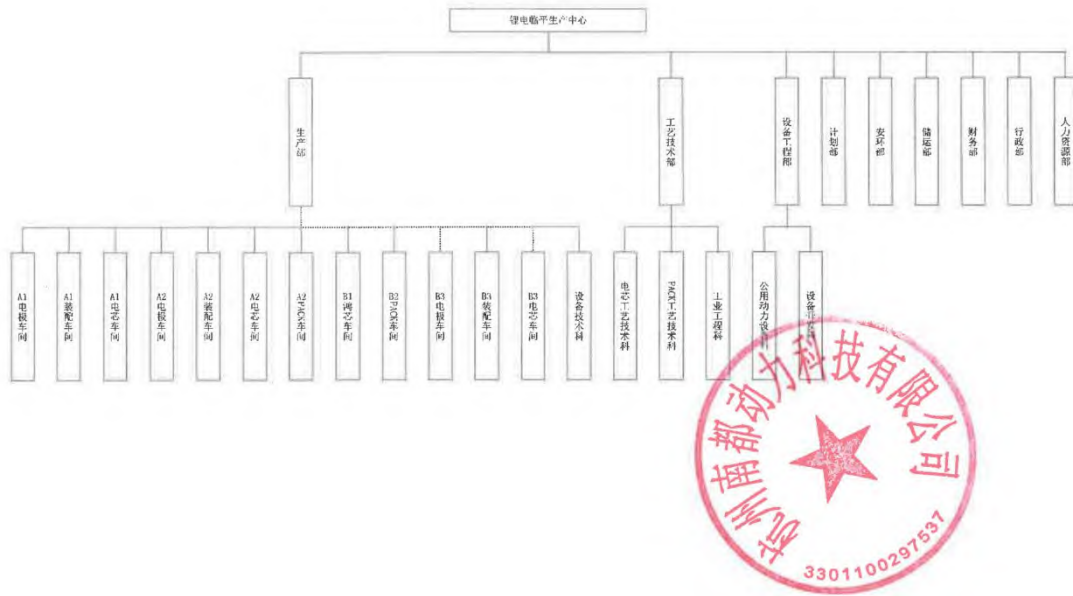 锂电临平生产中心
生产部
工艺技术部
设备工程部
计划部
安环部
储运部
财务部
行政部
人力资源部
A1电极车间
A1装配车间
A1电芯车间
A2电极车间
A2装配车间
A2电芯车间
A2PACK车间
B1电芯车间
B2PACK车间
B3电极车间
B3装配车间
B3电芯车间
设备技术科
电芯工艺技术科
PACK工艺技术科
工业工程科
公用动力设
设备
杭州南都动力科技有限公司
3301100297537